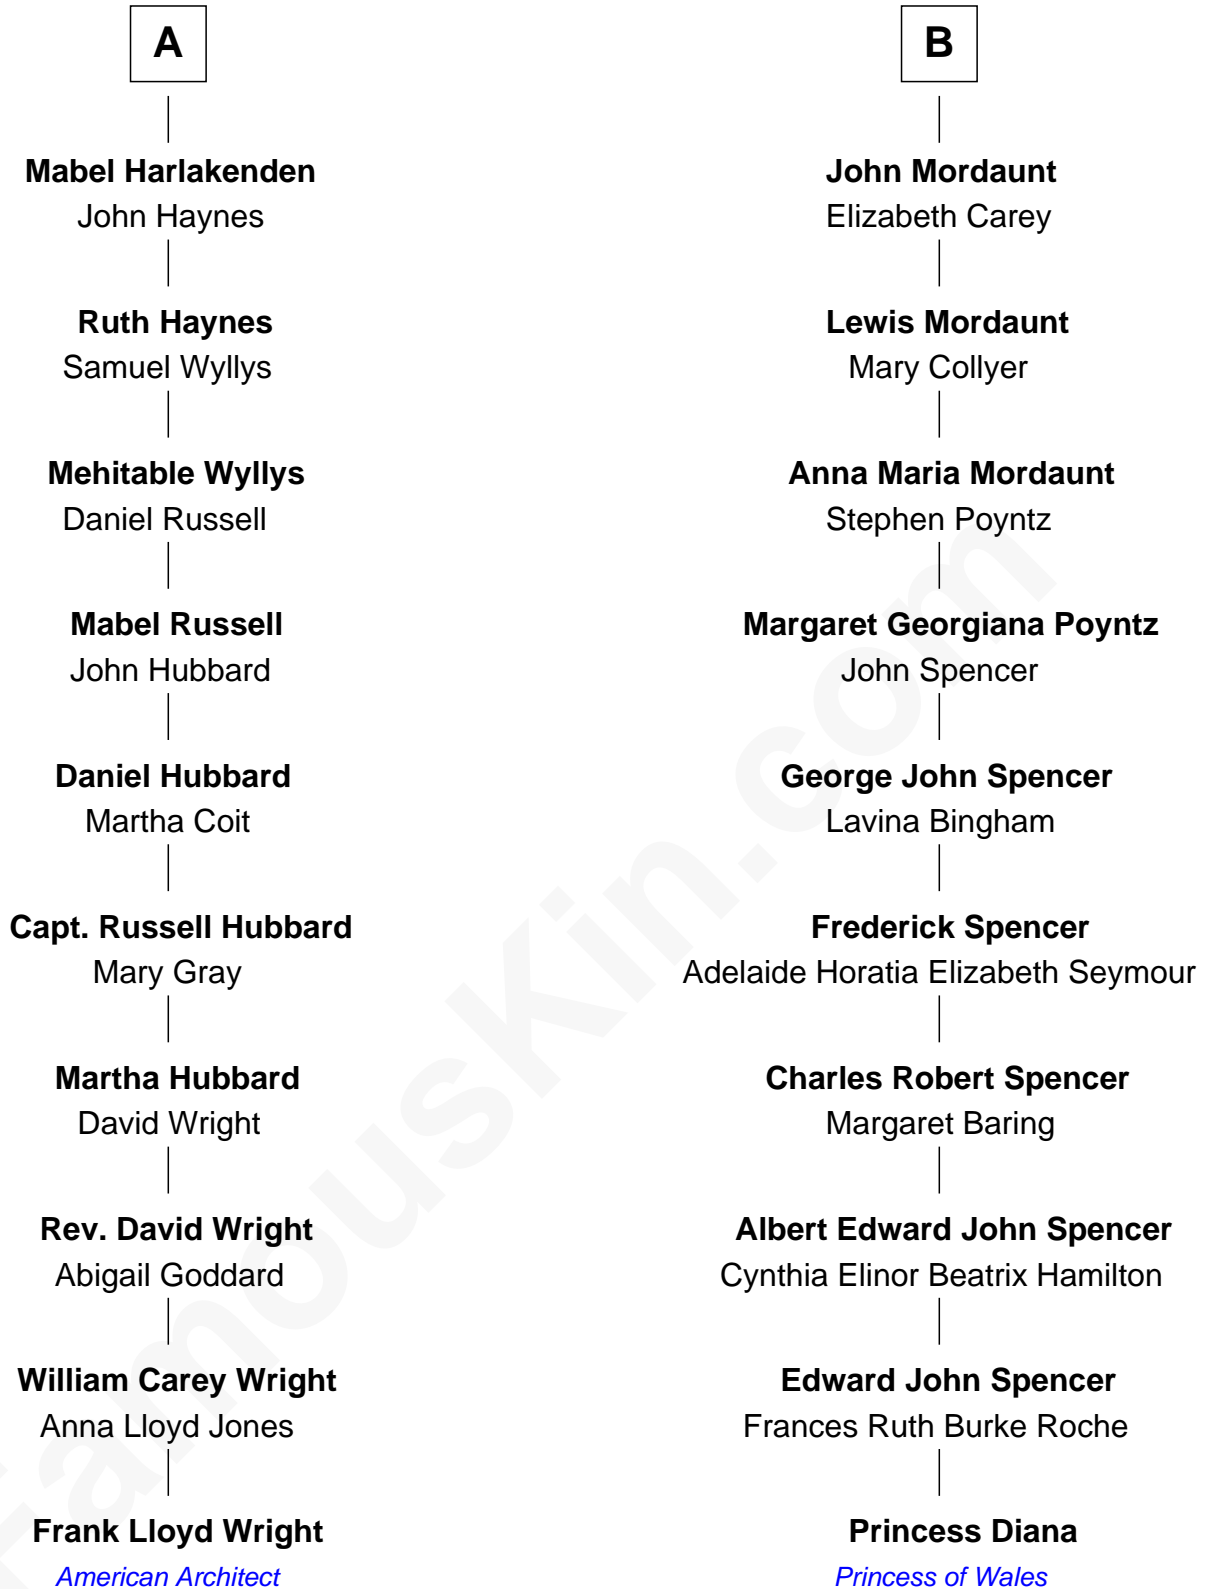 A
Mabel Harlakenden
John Haynes
Ruth Haynes
Samuel Wyllys
Mehitable Wyllys
Daniel Russell
Mabel Russell
John Hubbard
Daniel Hubbard
Martha Coit
Capt. Russell Hubbard
Mary Gray
Martha Hubbard
David Wright
Rev. David Wright
Abigail Goddard
William Carey Wright
Anna Lloyd Jones
Frank Lloyd Wright
American Architect
B
John Mordaunt
Elizabeth Carey
Lewis Mordaunt
Mary Collyer
Anna Maria Mordaunt
Stephen Poyntz
Margaret Georgiana Poyntz
John Spencer
George John Spencer
Lavina Bingham
Frederick Spencer
Adelaide Horatia Elizabeth Seymour
Charles Robert Spencer
Margaret Baring
Albert Edward John Spencer
Cynthia Elinor Beatrix Hamilton
Edward John Spencer
Frances Ruth Burke Roche
Princess Diana
Princess of Wales
FamousKin.com